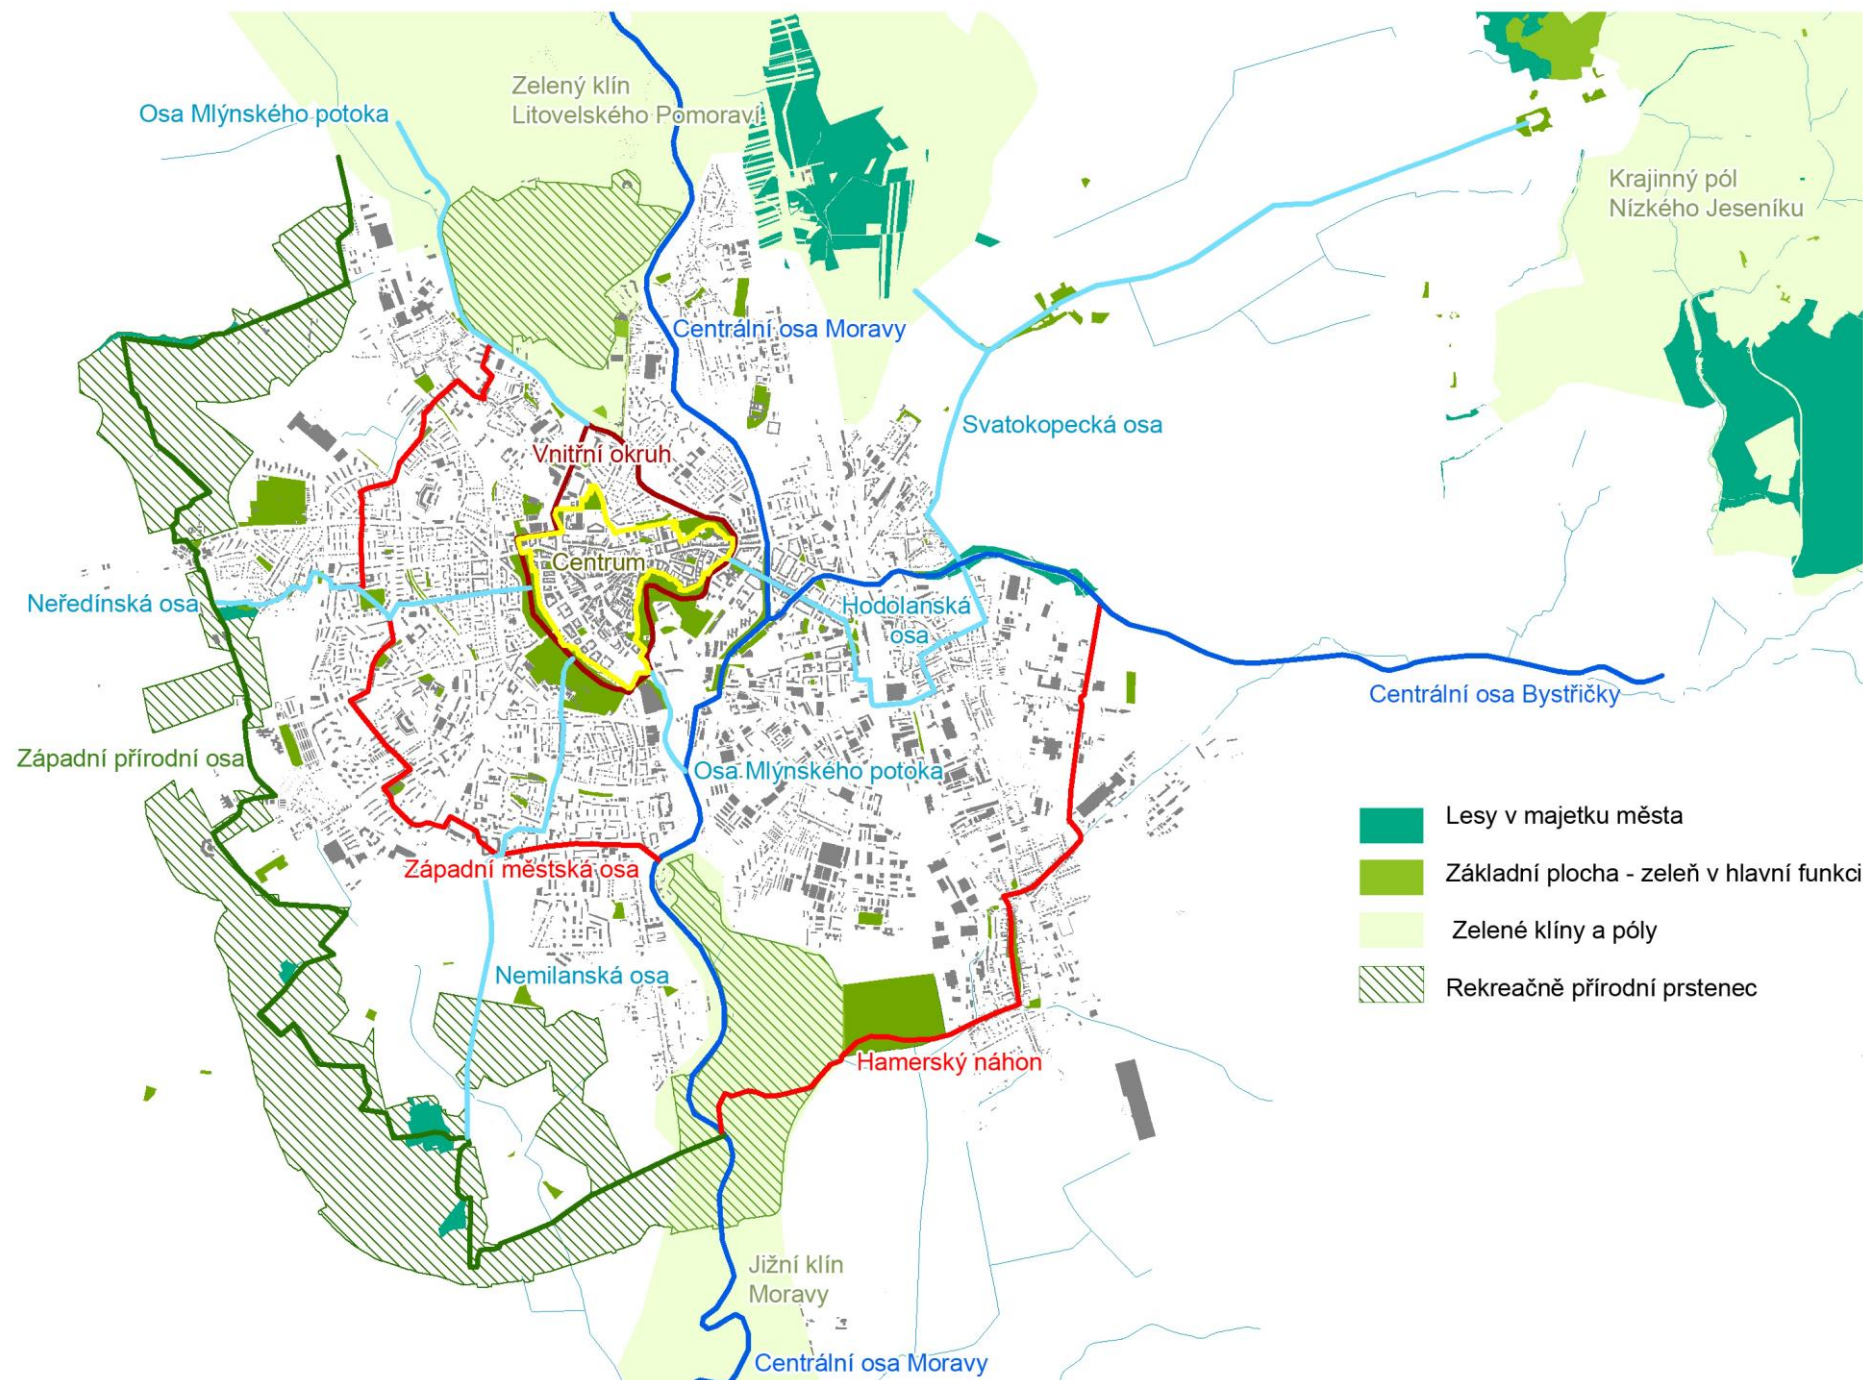 Zelený klín
Litovelského Pomoraví
Osa Mlýnského potoka
Krajinný pól
Nízkého Jeseníku
Centrální osa Moravy
Svatokopecká osa
Vnitřní okruh
Centrum
Neředínská osa
Hodolanská
osa
Centrální osa Bystřičky
Západní přírodní osa
Osa Mlýnského potoka
Západní městská osa
Nemilanská osa
Hamerský náhon
Jižní klín
Moravy
Centrální osa Moravy
Lesy v majetku města
Základní plocha - zeleň v hlavní funkci
Zelené klíny a póly
Rekreačně přírodní prstenec